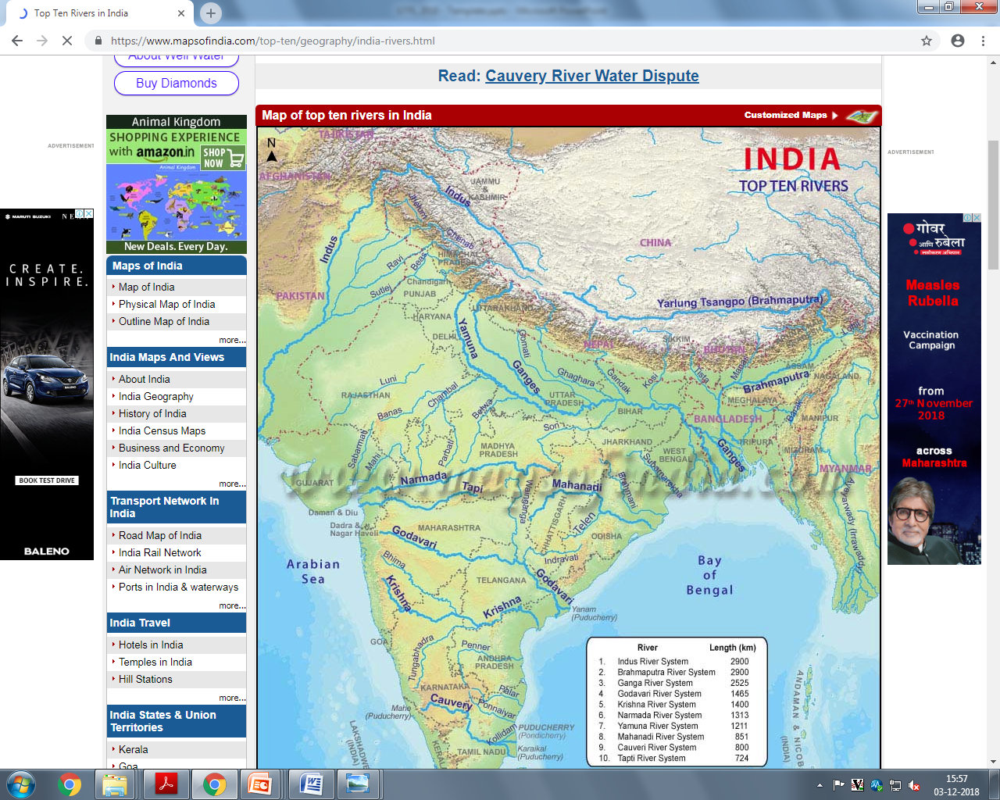 Top Ten Rivers in India
https://www.mapsofindia.com/top-ten/geography/india-rivers.html
About Well Water
Buy Diamonds
Read: Cauvery River Water Dispute
Animal Kingdom
SHOPPING EXPERIENCE
with amazon.in
SHOP
NOW
Animal Kingdom
New Deals. Every Day.
ADVERTISEMENT
MARUTI SUZUKI
CREATE.
INSPIRE.
BALENO
BOOK TEST DRIVE
BALENO
Maps of India
Map of India
Physical Map of India
Outline Map of India
more...
India Maps And Views
About India
India Geography
History of India
India Census Maps
Business and Economy
India Culture
more...
Transport Network In
India
Road Map of India
India Rail Network
Air Network in India
Ports in India & waterways
more...
India Travel
Hotels in India
Temples in India
Hill Stations
more...
India States & Union
Territories
Kerala
Goa
Map of top ten rivers in India
Customized Maps
N
INDIA
TOP TEN RIVERS
TAJIKISTAN
AFGHANISTAN
JAMMU
&
KASHMIR
Indus
Jhelum
Chenab
Indus
Ravi
Beas
HIMACHAL
PRADESH
CHINA
Sutlej
Chandigarh
PUNJAB
PAKISTAN
UTTARAKHAND
HARYANA
DELHI
Yamuna
Yarlung Tsangpo (Brahmaputra)
Lohit
NEPAL
SIKKIM
BHUTAN
Gomati
Ganges
Ghaghara
Gandak
Kosi
Tista
Manas
ASSAM
NAGALAND
Brahmaputra
Luni
RAJASTHAN
Chambal
Banas
Betwa
UTTAR
PRADESH
BIHAR
MEGHALAYA
Barak
MANIPUR
BANGLADESH
Son
Sabarmati
Mahi
Parbati
MADHYA
PRADESH
JHARKHAND
WEST
BENGAL
TRIPURA
MIZORAM
Ganges
MYANMAR
www.mapsofindia.com
GUJARAT
Narmada
Tapi
Wainganga
Mahanadi
Brahmani
Subarnarekha
Ayeyarwady (Irrawaddy)
Daman & Diu
Dadra &
Nagar Haveli
MAHARASHTRA
CHHATTISGARH
Telen
ODISHA
Godavari
Bhima
Indravati
Arabian
Sea
Krishna
TELANGANA
Godavari
Bay
of
Bengal
Krishna
Yanam
(Puducherry)
GOA
Tungabhadra
Penner
ANDHRA
PRADESH
KARNATAKA
Palar
Cauvery
Ponnaiyar
Mahe
(Puducherry)
Kollidam
PUDUCHERRY
(Pondicherry)
Karaikal
(Puducherry)
LAKSHADWEEP
(INDIA)
KERALA
TAMIL NADU
ANDAMAN & NICOBAR
(INDIA)
River Length (km)
1. Indus River System 2900
2. Brahmaputra River System 2900
3. Ganga River System 2525
4 Godavari River System 1465
5. Krishna River System 1400
6. Narmada River System 1313
7. Yamuna River System 1211
8. Mahanadi River System 851
9. Cauveri River System 800
10. Tapti River System 724
ADVERTISEMENT
गोवर
आणि रुबेला
लसीकरण अभियान
Measles
Rubella
Vaccination
Campaign
from
27th November
2018
across
Maharashtra
15:57
03-12-2018